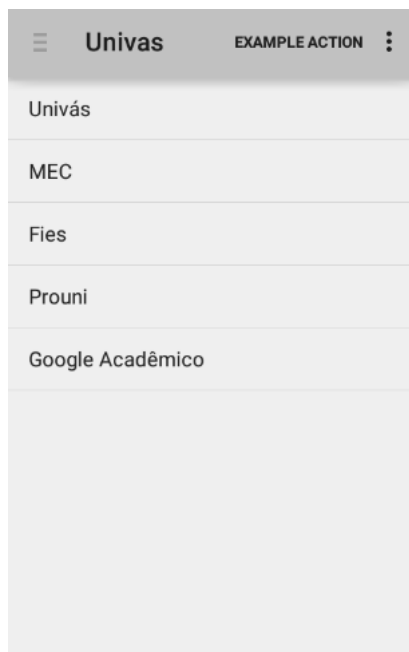 Univas EXAMPLE ACTION
Univás
MEC
Fies
Prouni
Google Acadêmico